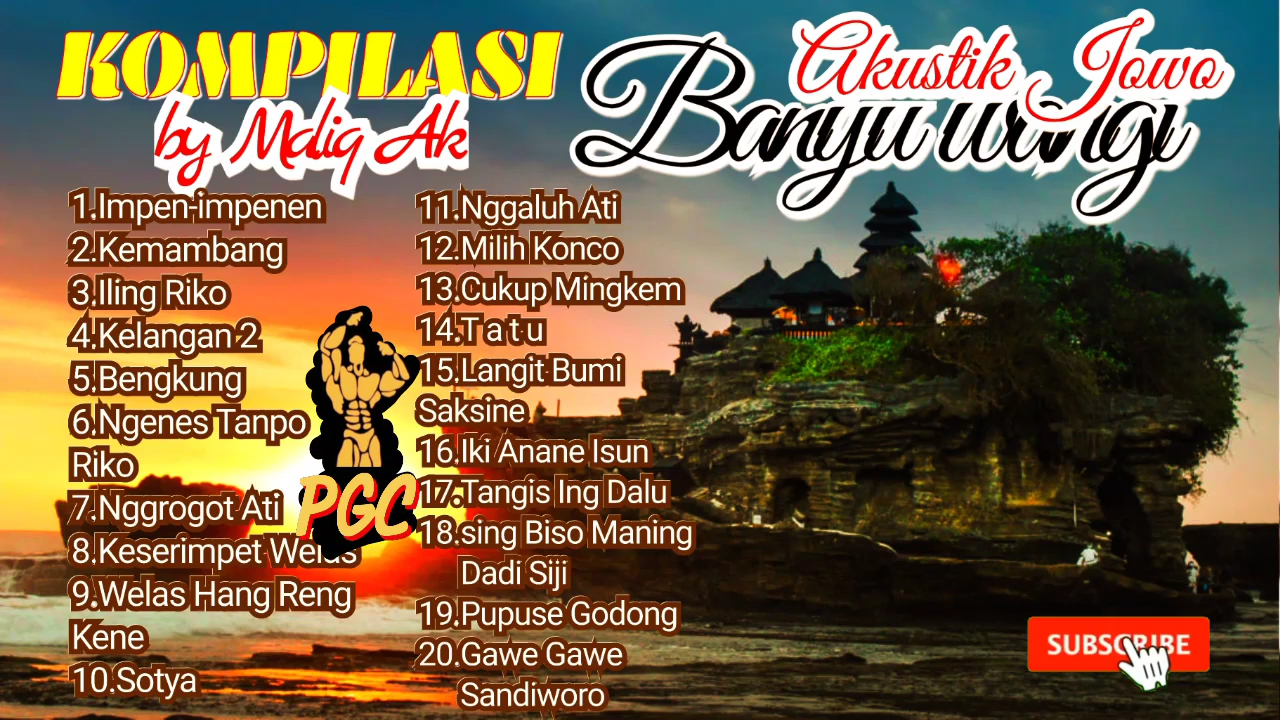 KOMPILASI
by Maliq Ak
Akustik Jowo
Banyuwangi
1.Impen-impenen
2.Kemambang
3.Iling Riko
4.Kelangan 2
5.Bengkung
6.Ngenes Tanpo
Riko
7.Nggrogot Ati
8.Keserimpet Welas
9.Welas Hang Reng
Kene
10.Sotya
PGC
11.Nggaluh Ati
12.Milih Konco
13.Cukup Mingkem
14.Tatu
15.Langit Bumi
Saksine
16.Iki Anane Isun
17.Tangis Ing Dalu
18.sing Biso Maning
Dadi Siji
19.Pupuse Godong
20.Gawe Gawe
Sandiworo
SUBSCRIBE